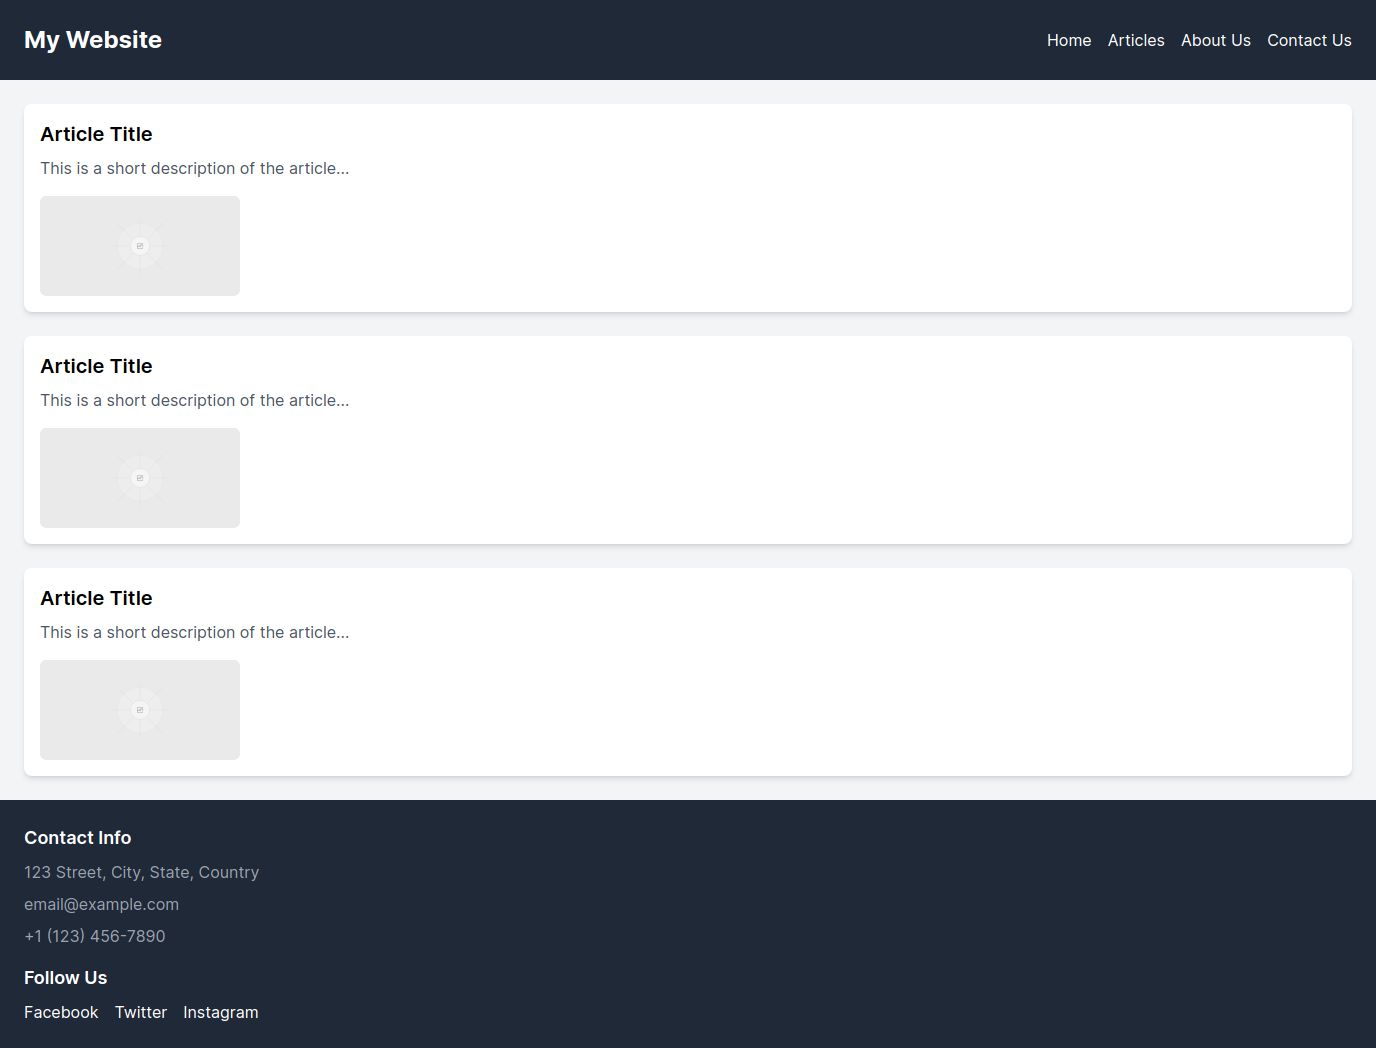 My Website
Home Articles About Us Contact Us
Article Title
This is a short description of the article...
Article Title
This is a short description of the article...
Article Title
This is a short description of the article...
Contact Info
123 Street, City, State, Country
email@example.com
+1 (123) 456-7890
Follow Us
Facebook Twitter Instagram